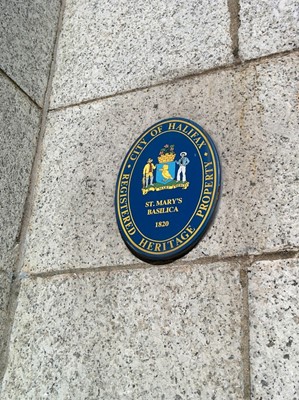 CITY OF HALIFAX
REGISTERED HERITAGE PROPERTY
ST. MARY'S
BASILICA
1820